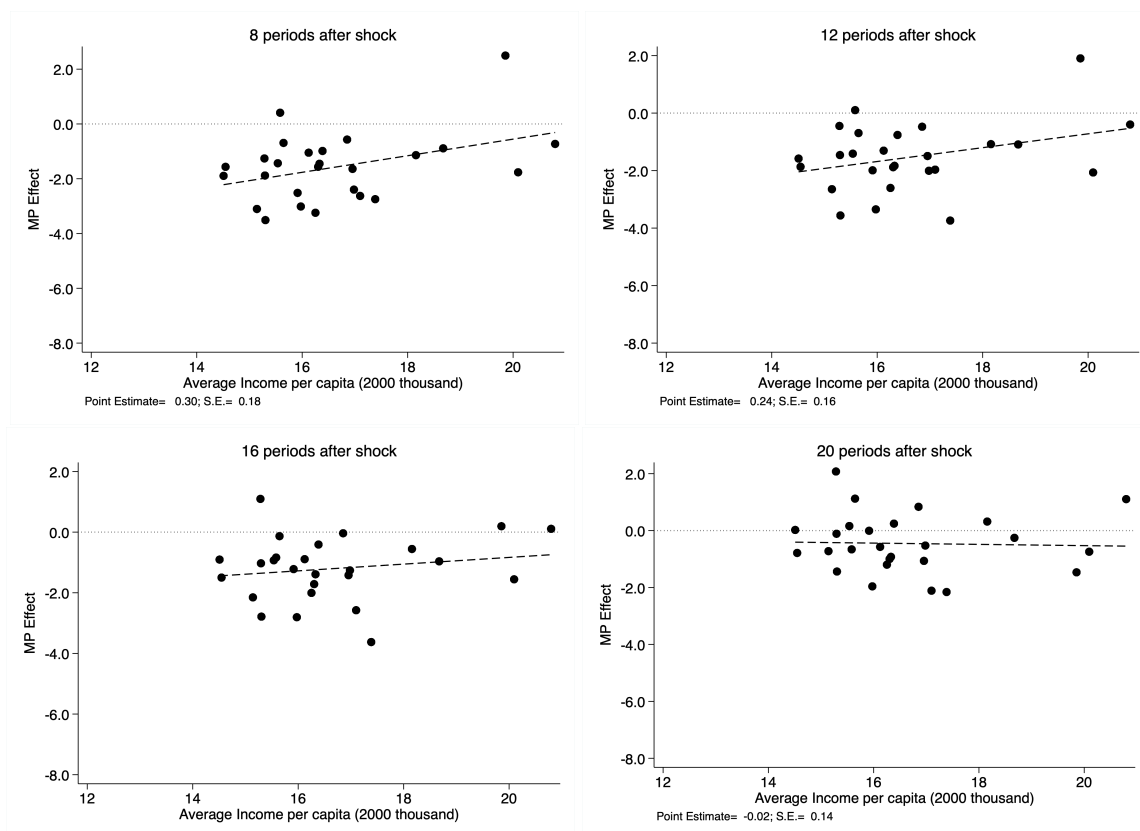 8 periods after shock
2.0
0.0
-2.0
-4.0
-6.0
-8.0
MP Effect
12 14 16 18 20
Average Income per capita (2000 thousand)
Point Estimate= 0.30; S.E.= 0.18
12 periods after shock
2.0
0.0
-2.0
-4.0
-6.0
-8.0
MP Effect
12 14 16 18 20
Average Income per capita (2000 thousand)
Point Estimate= 0.24; S.E.= 0.16
16 periods after shock
2.0
0.0
-2.0
-4.0
-6.0
-8.0
MP Effect
12 14 16 18 20
Average Income per capita (2000 thousand)
20 periods after shock
2.0
0.0
-2.0
-4.0
-6.0
-8.0
MP Effect
12 14 16 18 20
Average Income per capita (2000 thousand)
Point Estimate= -0.02; S.E.= 0.14